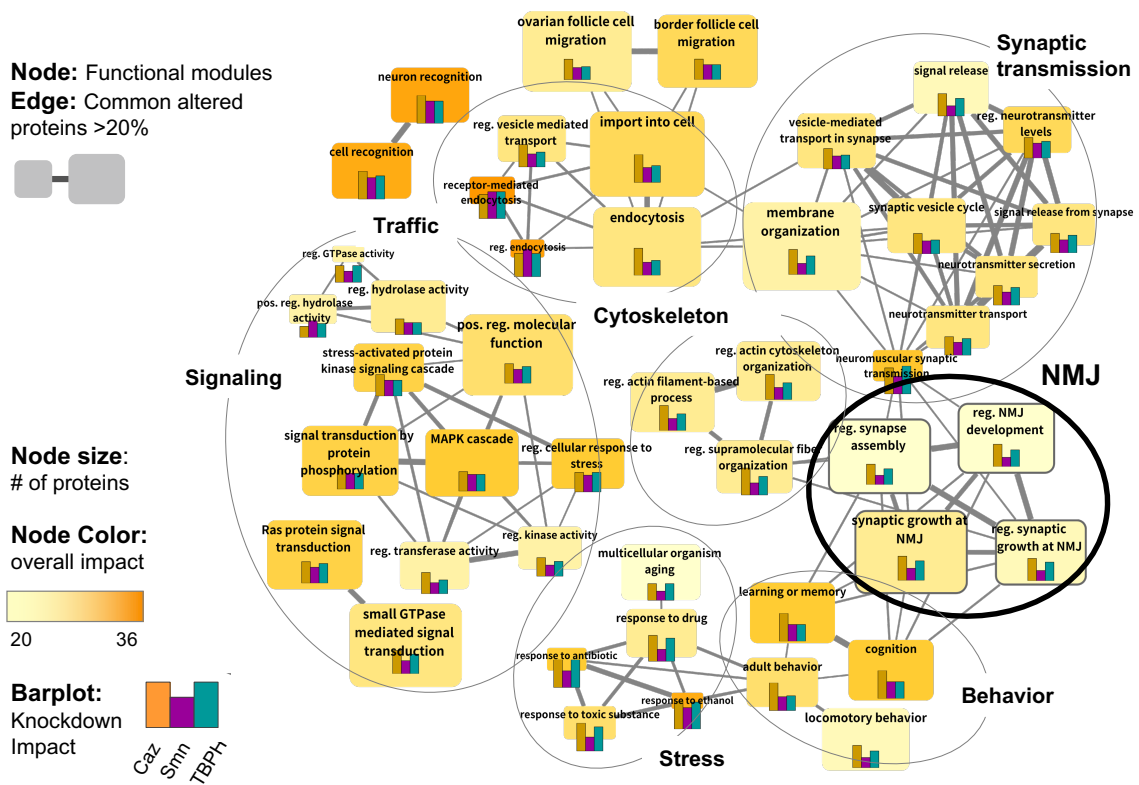 Node: Functional modules
Edge: Common altered
proteins >20%
Node size:
# of proteins
Node Color:
overall impact
20
36
Barplot:
Knockdown
Impact
Caz
Smn
TBPH
ovarian follicle cell
migration
border follicle cell
migration
neuron recognition
cell recognition
Traffic
reg. vesicle mediated
transport
import into cell
receptor-mediated
endocytosis
endocytosis
reg. endocytosis
Synaptic
transmission
signal release
vesicle-mediated
transport in synapse
reg. neurotransmitter
levels
membrane
organization
synaptic vesicle cycle
signal release from synapse
neurotransmitter secretion
neurotransmitter transport
neuromuscular synaptic
transmission
Signaling
reg. GTPase activity
pos. reg. hydrolase
activity
reg. hydrolase activity
pos. reg. molecular
function
stress-activated protein
kinase signaling cascade
signal transduction by
protein
phosphorylation
MAPK cascade
reg. cellular response to
stress
Ras protein signal
transduction
reg. transferase activity
reg. kinase activity
small GTPase
mediated signal
transduction
Cytoskeleton
reg. actin cytoskeleton
organization
reg. actin filament-based
process
reg. supramolecular fiber
organization
NMJ
reg. synapse
assembly
reg. NMJ
development
synaptic growth at
NMJ
reg. synaptic
growth at NMJ
multicellular organism
aging
response to drug
response to antibiotic
response to ethanol
response to toxic substance
Stress
learning or memory
cognition
adult behavior
locomotory behavior
Behavior